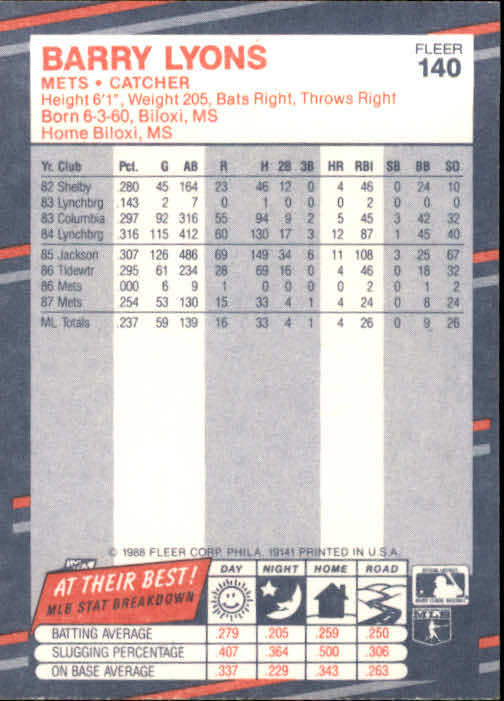 BARRY LYONS
FLEER
140
METS • CATCHER
Height 6'1", Weight 205, Bats Right, Throws Right
Born 6-3-60, Biloxi, MS
Home Biloxi, MS
Yr. Club Pct. G AB R H 2B 3B HR RBI SB BB SO
82 Shelby .280 45 164 23 46 12 0 4 46 0 24 10
83 Lynchbrg .143 2 7 0 1 0 0 0 2 0 0 1
83 Columbia .297 92 316 55 94 9 2 5 45 3 42 32
84 Lynchbrg .316 115 412 60 130 17 3 12 87 1 45 40
85 Jackson .307 126 486 69 149 34 6 11 108 3 25 67
86 Tidewtr .295 61 234 28 69 16 0 4 46 0 18 32
86 Mets 000 6 9 1 0 0 0 0 2 0 1 2
87 Mets .254 53 130 15 33 4 1 4 24 0 8 24
ML Totals .237 59 139 16 33 4 1 4 26 0 9 26
© 1988 FLEER CORP. PHILA. 19141 PRINTED IN U.S.A.
AT THEIR BEST!
MLB STAT BREAKDOWN
DAY NIGHT HOME ROAD
BATTING AVERAGE .279 .205 .259 .250
SLUGGING PERCENTAGE .407 .364 .500 .306
ON BASE AVERAGE .337 .229 .343 .263